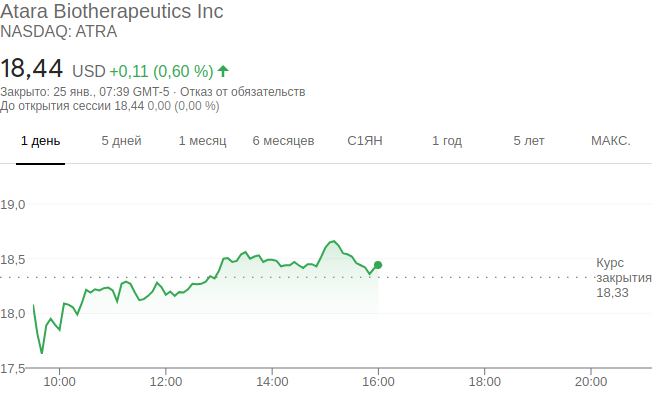 Atara Biotherapeutics Inc
NASDAQ: ATRA
18,44 USD +0,11 (0,60 %)
Закрыто: 25 янв., 07:39 GMT-5 · Отказ от обязательств
До открытия сессии 18,44 0,00 (0,00 %)
1 день 5 дней 1 месяц 6 месяцев С1ЯН 1 год 5 лет МАКС.
19,0
18,5
Курс
закрытия
18,33
18,0
17,5
10:00 12:00 14:00 16:00 18:00 20:00